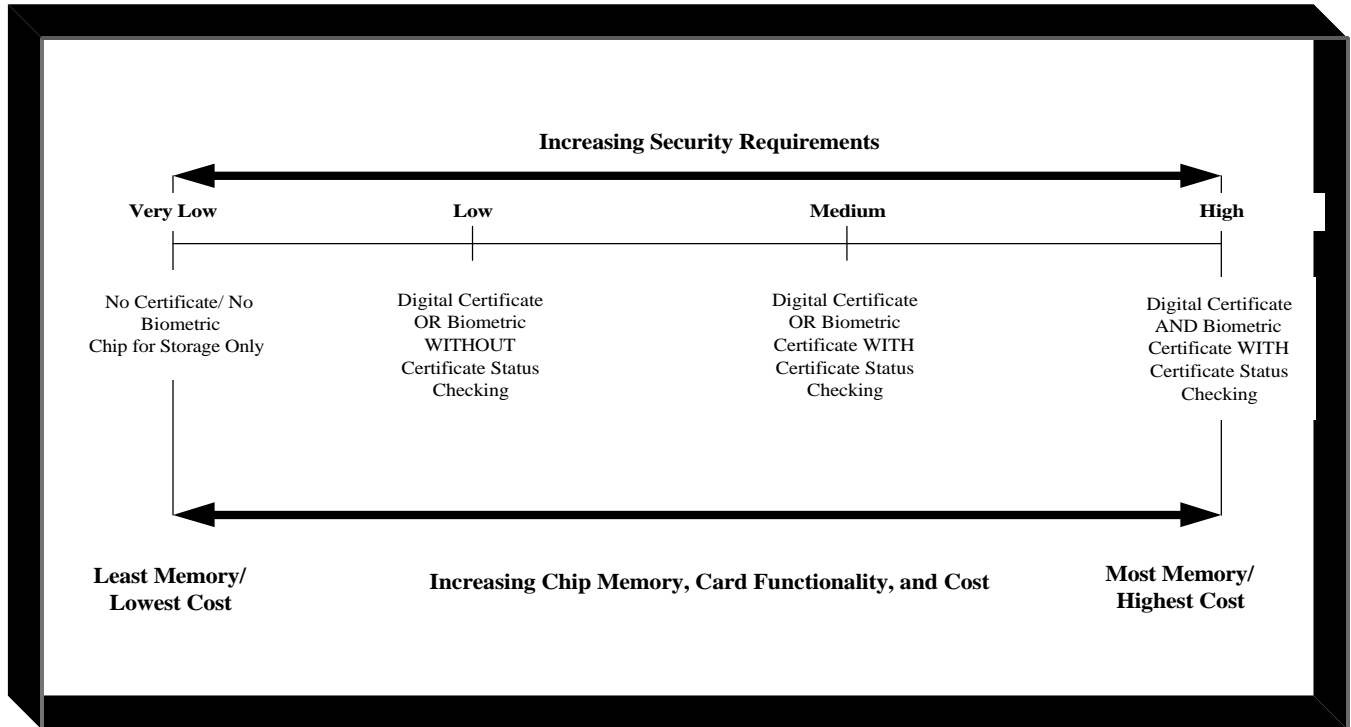 Increasing Security Requirements
Very Low
Low
Medium
High
No Certificate/ No
Biometric
Chip for Storage Only
Digital Certificate
OR Biometric
WITHOUT
Certificate Status
Checking
Digital Certificate
OR Biometric
Certificate WITH
Certificate Status
Checking
Digital Certificate
AND Biometric
Certificate WITH
Certificate Status
Checking
Least Memory/
Lowest Cost
Increasing Chip Memory, Card Functionality, and Cost
Most Memory/
Highest Cost